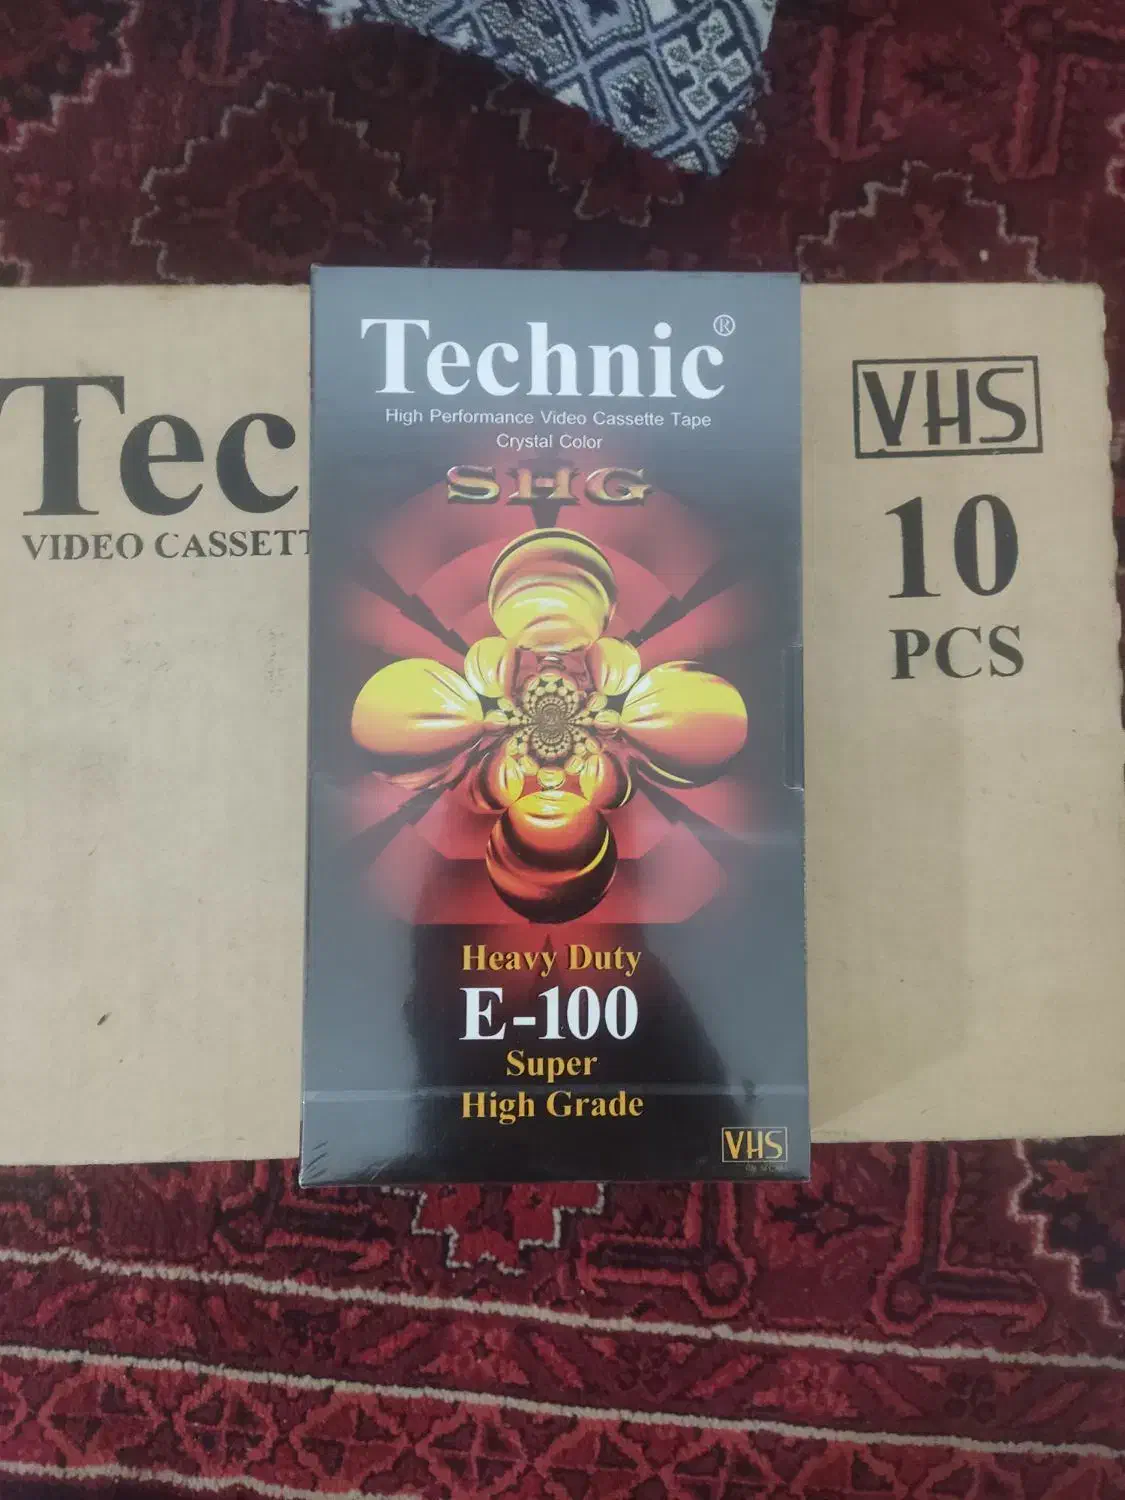 Technic®
High Performance Video Cassette Tape
Crystal Color
SHG
Heavy Duty
E-100
Super
High Grade
VHS
Tec
VIDEO CASSETT
VHS
10
PCS